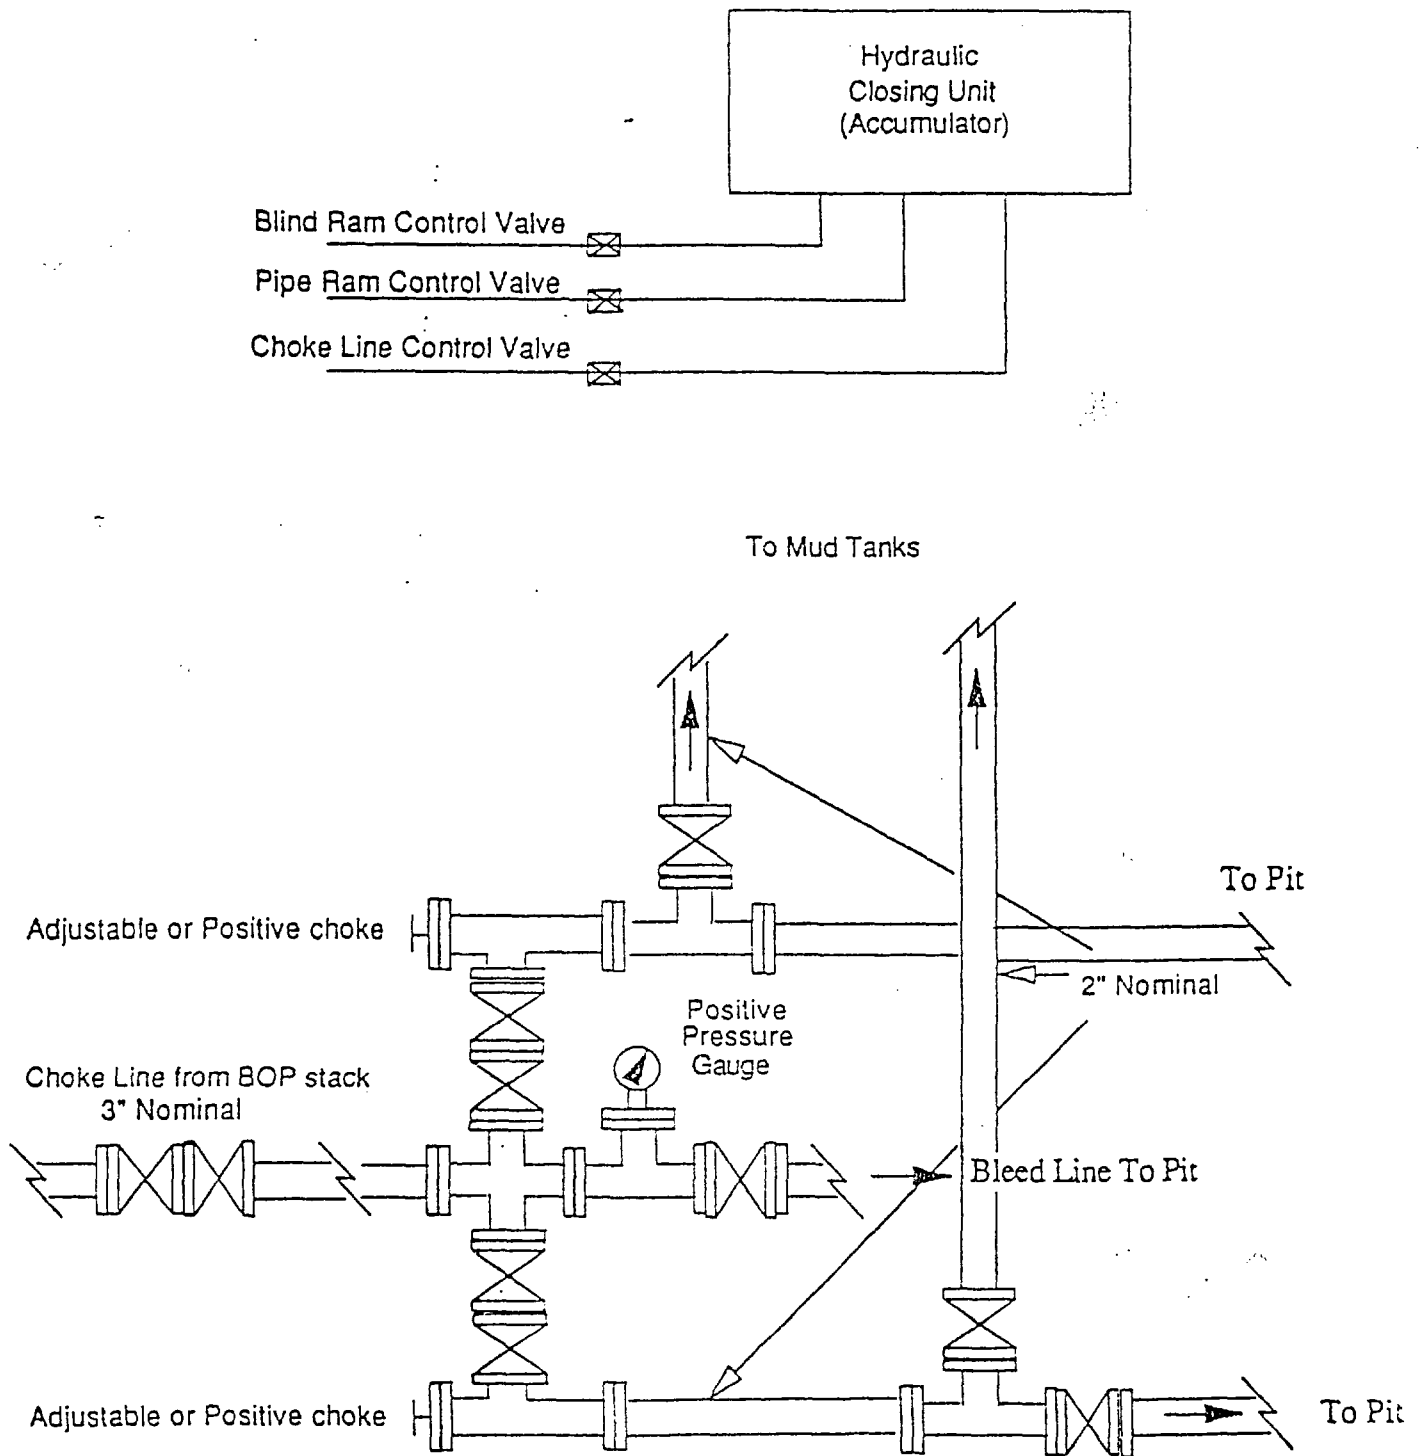 Hydraulic
Closing Unit
(Accumulator)
Blind Ram Control Valve
Pipe Ram Control Valve
Choke Line Control Valve
To Mud Tanks
To Pit
Adjustable or Positive choke
2" Nominal
Positive
Pressure
Gauge
Choke Line from BOP stack
3" Nominal
Bleed Line To Pit
Adjustable or Positive choke
To Pit